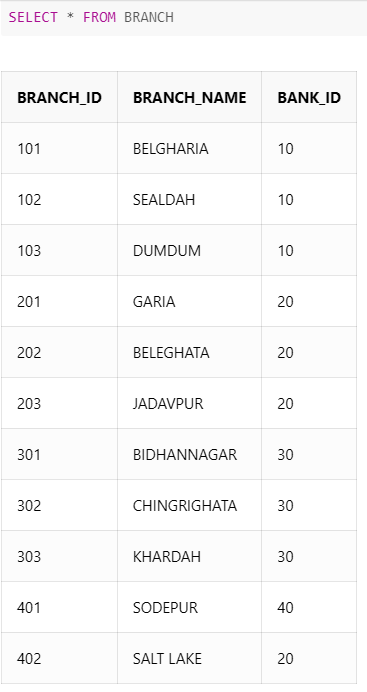 SELECT * FROM BRANCH
BRANCH_ID BRANCH_NAME BANK_ID
101 BELGHARIA 10
102 SEALDAH 10
103 DUMDUM 10
201 GARIA 20
202 BELEGHATA 20
203 JADAVPUR 20
301 BIDHANNAGAR 30
302 CHINGRIGHATA 30
303 KHARDAH 30
401 SODEPUR 40
402 SALT LAKE 20